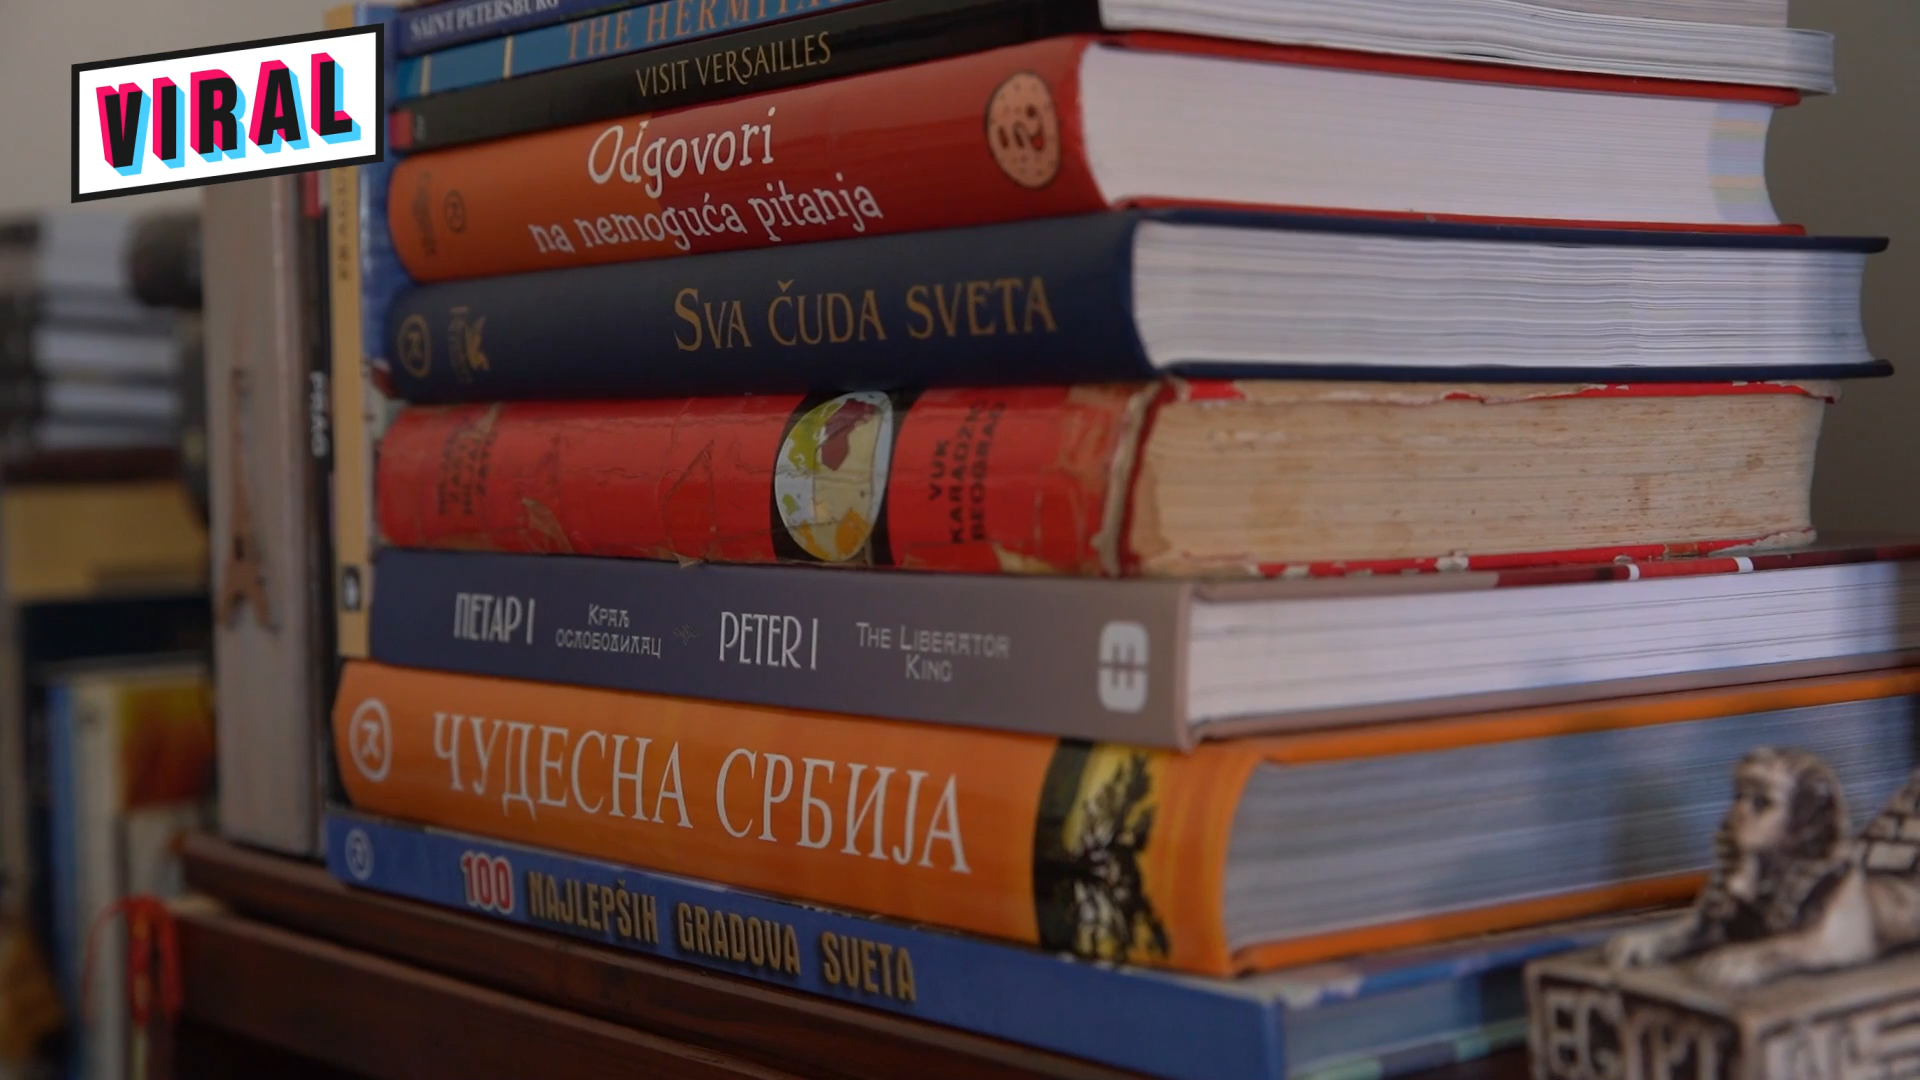 VIRAL
SAINT PETERSBURG
THE HERMITAGE
VISIT VERSAILLES
Odgovori
na nemoguća pitanja
SVA ČUDA SVETA
VUK
KARADŽIĆ
BEOGRAD
ПЕТАР I
КРАЉ
ОСЛОБОДИЛАЦ
PETER I
THE LIBERATOR
KING
ЧУДЕСНА СРБИЈА
100 NAJLEPŠIH GRADOVA SVETA
PRAG
EGYPT